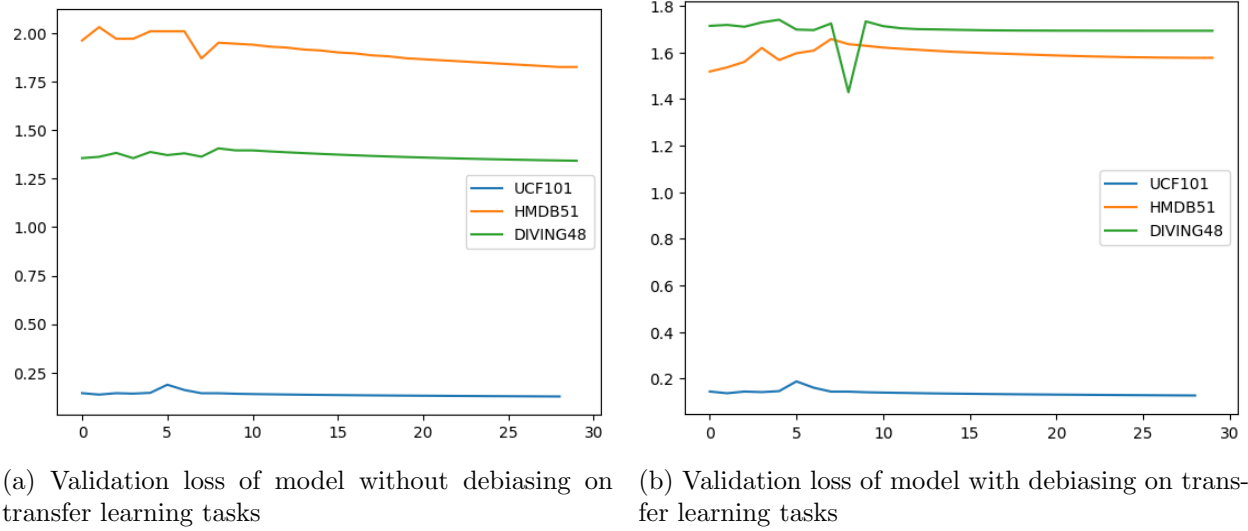 2.00
1.75
1.50
1.25
1.00
0.75
0.50
0.25
0 5 10 15 20 25 30
UCF101
HMDB51
DIVING48
(a) Validation loss of model without debiasing on
transfer learning tasks
1.8
1.6
1.4
1.2
1.0
0.8
0.6
0.4
0.2
0 5 10 15 20 25 30
UCF101
HMDB51
DIVING48
(b) Validation loss of model with debiasing on trans-
fer learning tasks